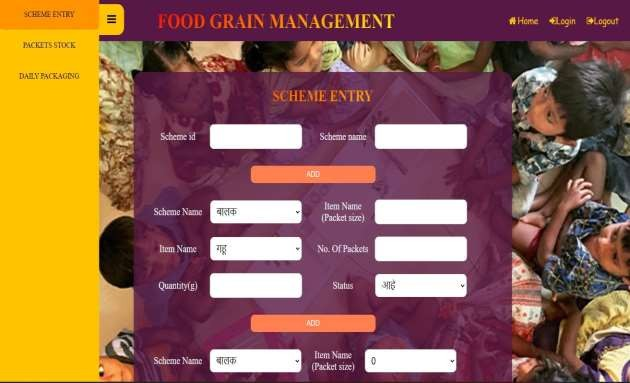 SCHEME ENTRY
FOOD GRAIN MANAGEMENT
Home Login Logout
PACKETS STOCK
DAILY PACKAGING
SCHEME ENTRY
Scheme id
Scheme name
ADD
Scheme Name बालक
Item Name
(Packet size)
Item Name गहू
No. Of Packets
Quantity(g)
Status आहे
ADD
Scheme Name बालक
Item Name
(Packet size) 0